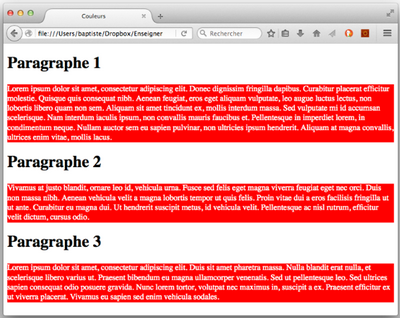 Couleurs
file:///Users/baptiste/Dropbox/Enseigner
Rechercher
Paragraphe 1
Lorem ipsum dolor sit amet, consectetur adipiscing elit. Donec dignissim fringilla dapibus. Curabitur placerat efficitur
molestie. Quisque quis consequat nibh. Aenean feugiat, eros eget aliquam vulputate, leo augue luctus lectus, non
lobortis libero quam non sem. Aliquam sit amet tincidunt ex, mollis interdum massa. Sed vulputate mi id accumsan
scelerisque. Nam interdum iaculis ipsum, non convallis mauris faucibus et. Pellentesque in imperdiet lorem, in
condimentum neque. Nullam auctor sem eu sapien pulvinar, non ultricies ipsum hendrerit. Aliquam at magna convallis,
ultrices enim vitae, mollis lacus.
Paragraphe 2
Vivamus at justo blandit, ornare leo id, vehicula urna. Fusce sed felis eget magna viverra feugiat eget nec orci. Duis
non massa nibh. Aenean vehicula velit a magna lobortis tempor ut quis felis. Proin vitae dui a eros facilisis fringilla ut
ut ante. Curabitur eu magna dui. Ut hendrerit suscipit metus, id vehicula velit. Pellentesque ac nisl rutrum, efficitur
velit dictum, cursus odio.
Paragraphe 3
Lorem ipsum dolor sit amet, consectetur adipiscing elit. Duis sit amet pharetra massa. Nulla blandit erat nulla, et
scelerisque libero varius ut. Praesent bibendum eu magna ullamcorper venenatis. Sed ut pellentesque leo. Sed ultricies
sapien consequat odio posuere gravida. Nunc lorem tortor, volutpat nec maximus in, suscipit a ex. Praesent efficitur ex
ut viverra placerat. Vivamus eu sapien sed enim vehicula sodales.